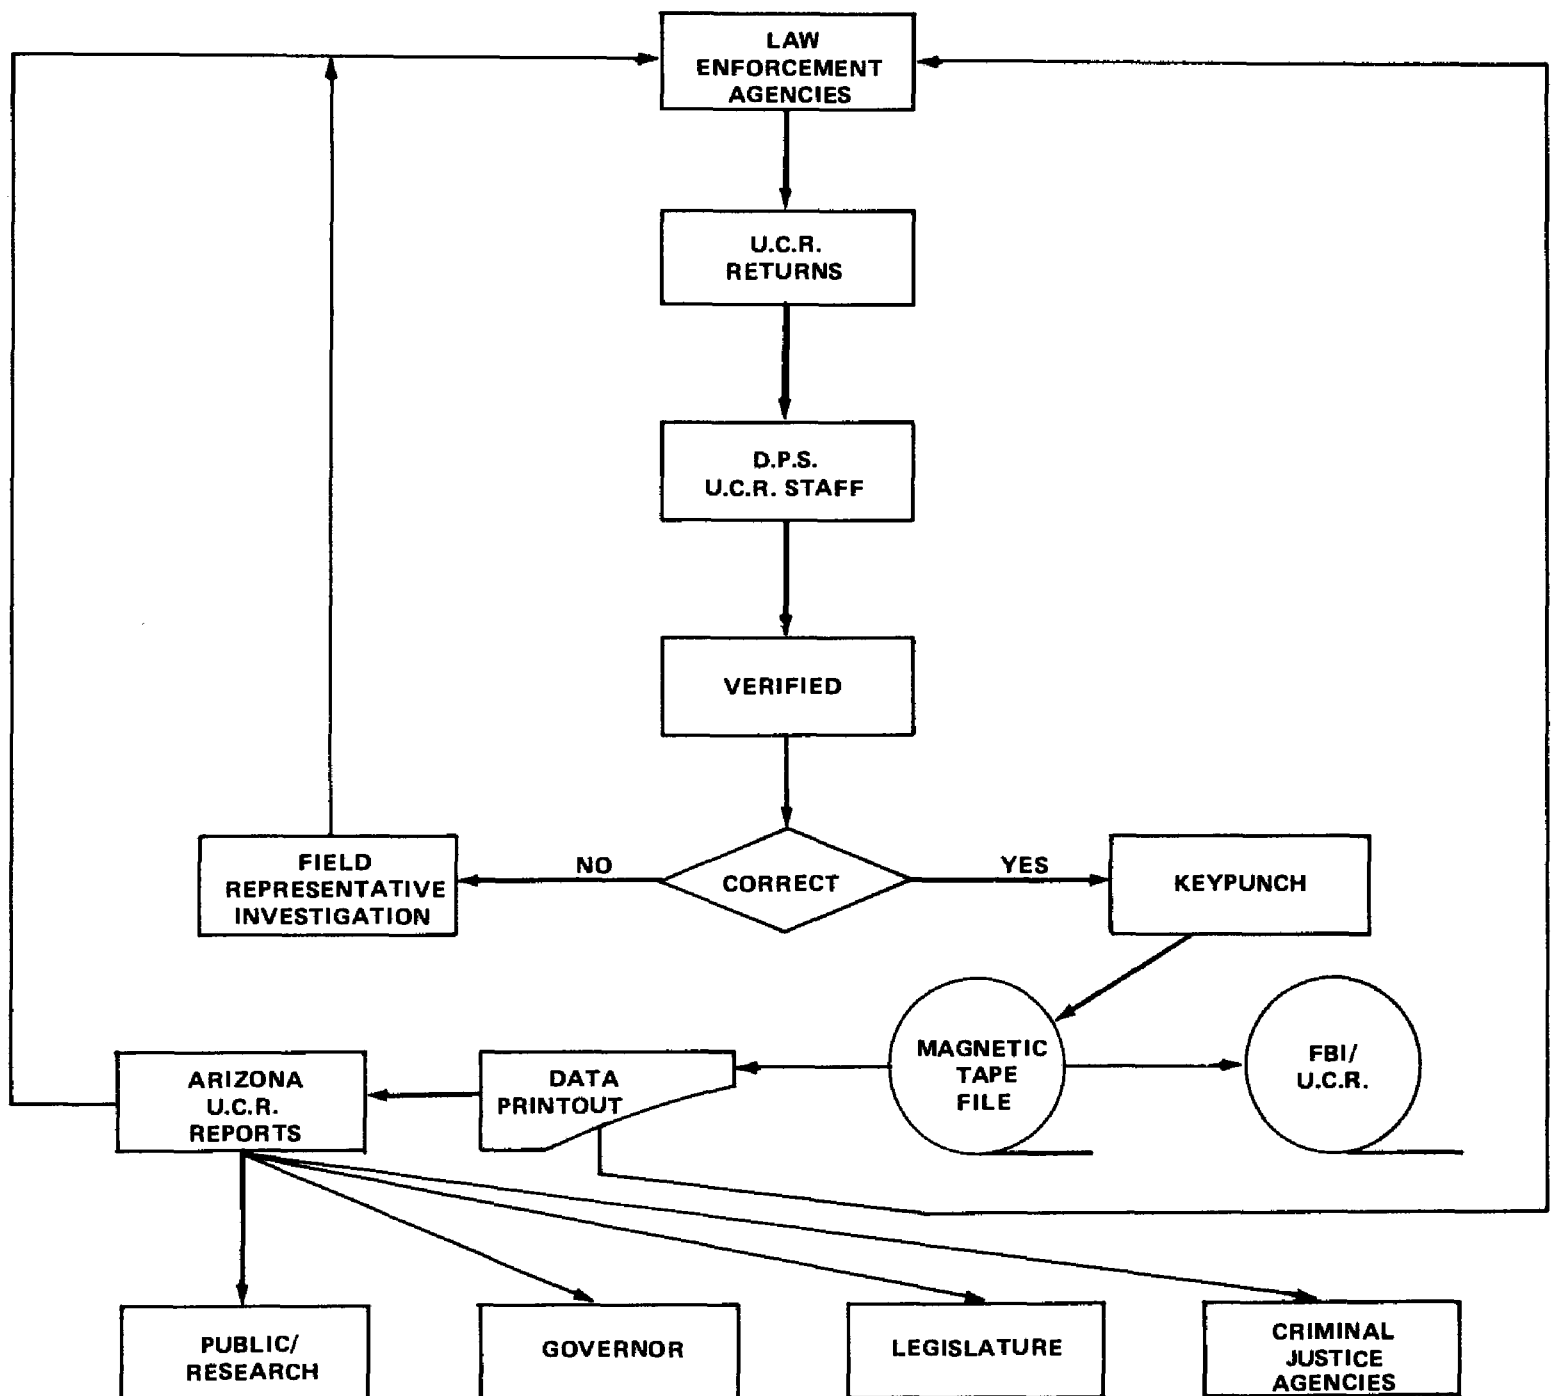 LAW
ENFORCEMENT
AGENCIES
U.C.R.
RETURNS
D.P.S.
U.C.R. STAFF
VERIFIED
FIELD
REPRESENTATIVE
INVESTIGATION
NO
CORRECT
YES
KEYPUNCH
ARIZONA
U.C.R.
REPORTS
DATA
PRINTOUT
MAGNETIC
TAPE
FILE
FBI/
U.C.R.
PUBLIC/
RESEARCH
GOVERNOR
LEGISLATURE
CRIMINAL
JUSTICE
AGENCIES